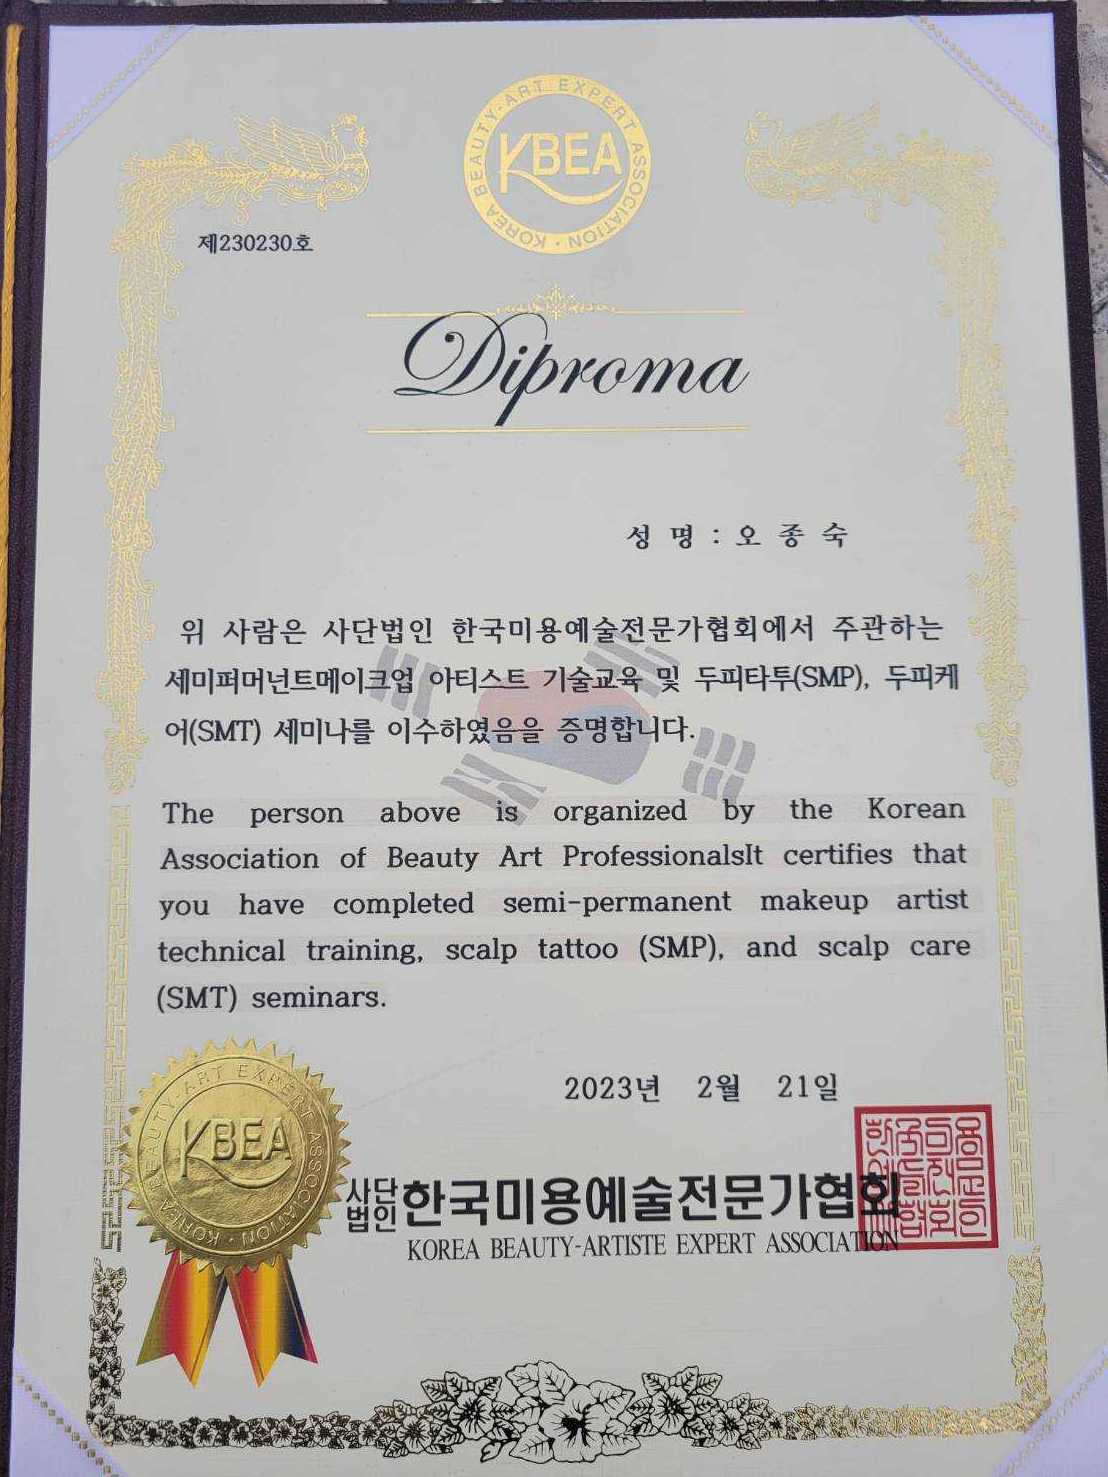 KOREA BEAUTY-ART EXPERT ASSOCIATION
KBEA
제230230호
Diproma
성 명 : 오 종 숙
위 사람은 사단법인 한국미용예술전문가협회에서 주관하는
세미퍼머넌트메이크업 아티스트 기술교육 및 두피타투(SMP), 두피케
어(SMT) 세미나를 이수하였음을 증명합니다.
The person above is organized by the Korean
Association of Beauty Art ProfessionalsIt certifies that
you have completed semi-permanent makeup artist
technical training, scalp tattoo (SMP), and scalp care
(SMT) seminars.
2023년 2월 21일
KOREA BEAUTY-ART EXPERT ASSOCIATION
KBEA
사단법인 한국미용예술전문가협회
KOREA BEAUTY-ARTISTE EXPERT ASSOCIATION